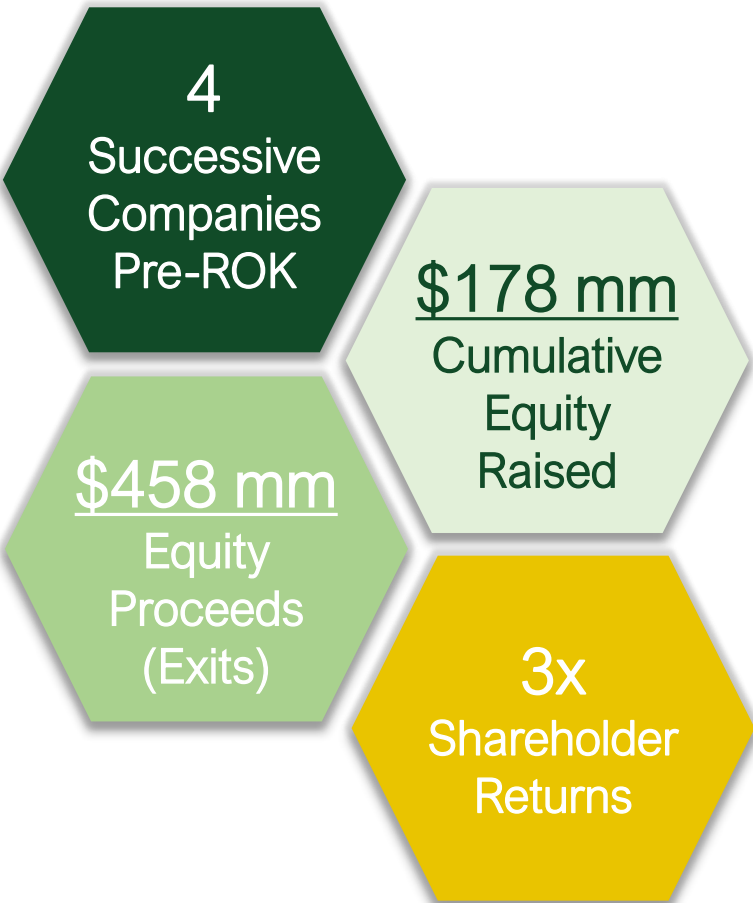 4
Successive
Companies
Pre-ROK
$178 mm
Cumulative
Equity
Raised
$458 mm
Equity
Proceeds
(Exits)
3x
Shareholder
Returns